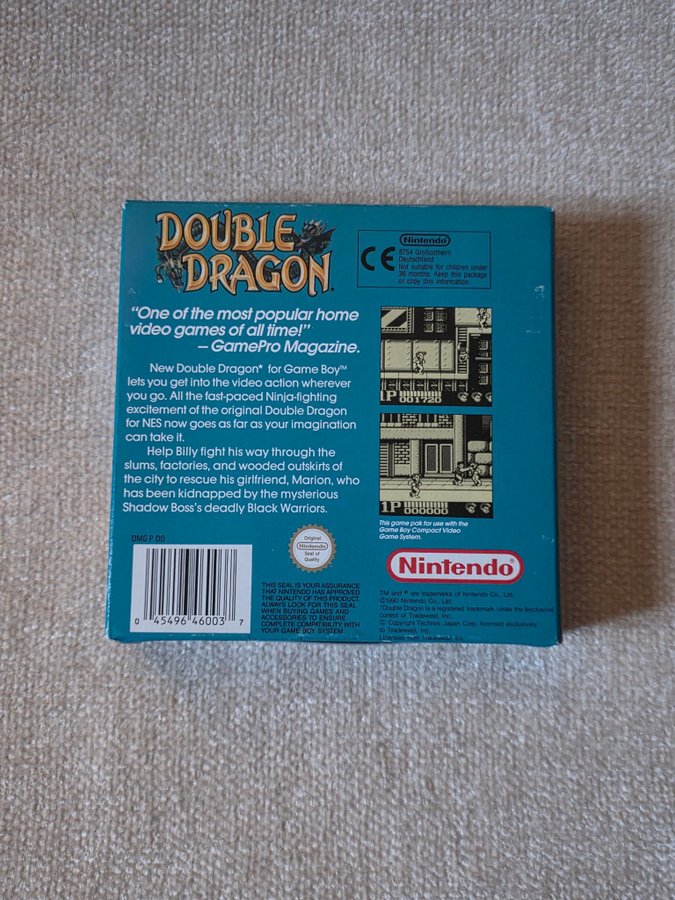 DOUBLE
DRAGON
"One of the most popular home
video games of all time!"
– GamePro Magazine.
New Double Dragon* for Game Boy™
lets you get into the video action wherever
you go. All the fast-paced Ninja-fighting
excitement of the original Double Dragon
for NES now goes as far as your imagination
can take it.
Help Billy fight his way through the
slums, factories, and wooded outskirts of
the city to rescue his girlfriend, Marion, who
has been kidnapped by the mysterious
Shadow Boss's deadly Black Warriors.
DMG P DD
0 45496 46003 7
Original
Nintendo
Seal of
Quality
THIS SEAL IS YOUR ASSURANCE
THAT NINTENDO HAS APPROVED
THE QUALITY OF THIS PRODUCT.
ALWAYS LOOK FOR THIS SEAL
WHEN BUYING GAMES AND
ACCESSORIES TO ENSURE
COMPLETE COMPATIBILITY WITH
YOUR GAME BOY SYSTEM
CE
Nintendo
8754 Großostheim
Deutschland
Not suitable for children under
36 months. Keep this package
or copy this information.
1P 001720
1P 000000
This game pak for use with the
Game Boy Compact Video
Game System.
Nintendo
TM and ® are trademarks of Nintendo Co., Ltd.
©1990 Nintendo Co., Ltd.
*Double Dragon is a registered trademark under the exclusive
control of Tradewest, Inc.
© Copyright Technos Japan Corp. licensed exclusively
to Tradewest, Inc.
Licensed from Tradewest, Inc.